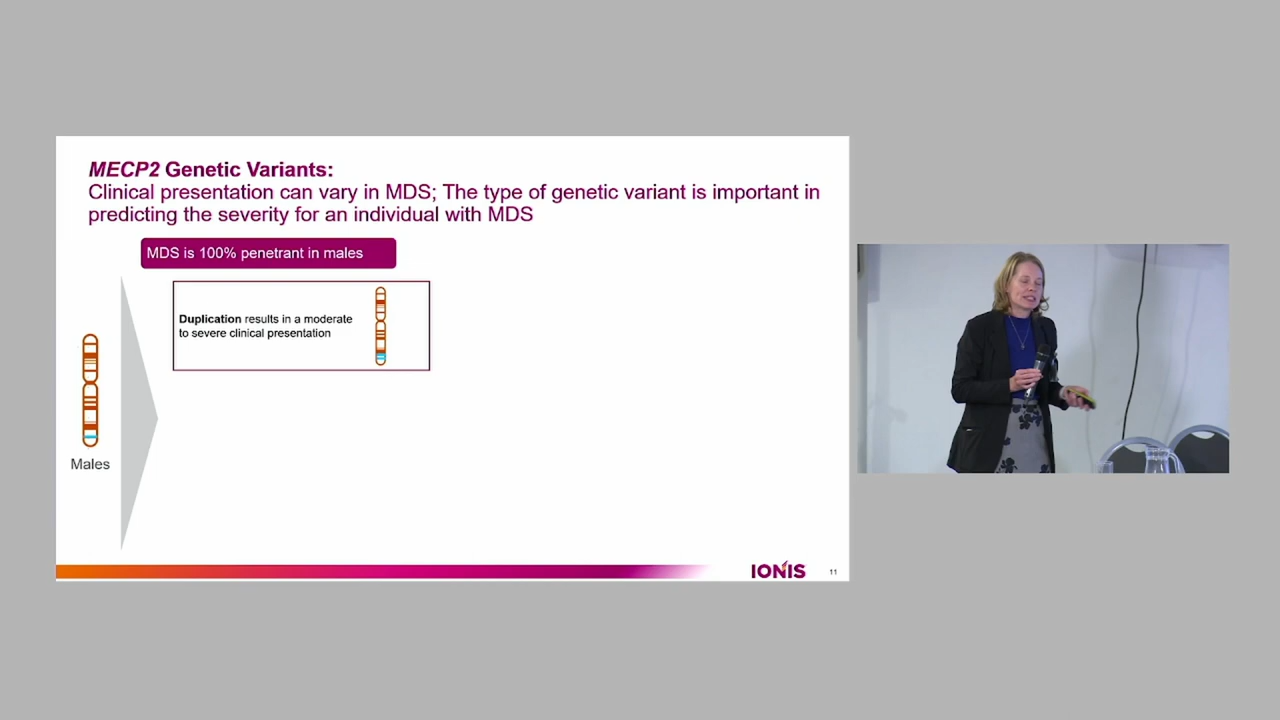 MECP2 Genetic Variants:
Clinical presentation can vary in MDS; The type of genetic variant is important in
predicting the severity for an individual with MDS
MDS is 100% penetrant in males
Duplication results in a moderate
to severe clinical presentation
Males
IONIS
11